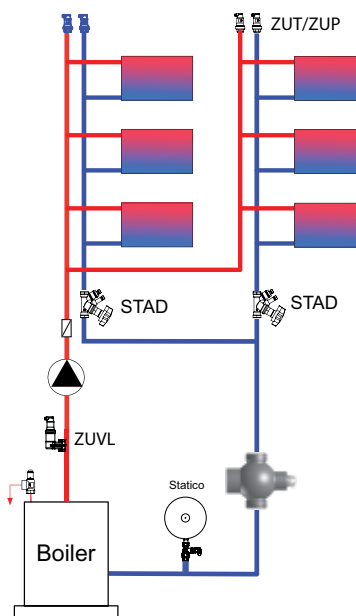 ZUT/ZUP
STAD
STAD
ZUVL
Statico
Boiler